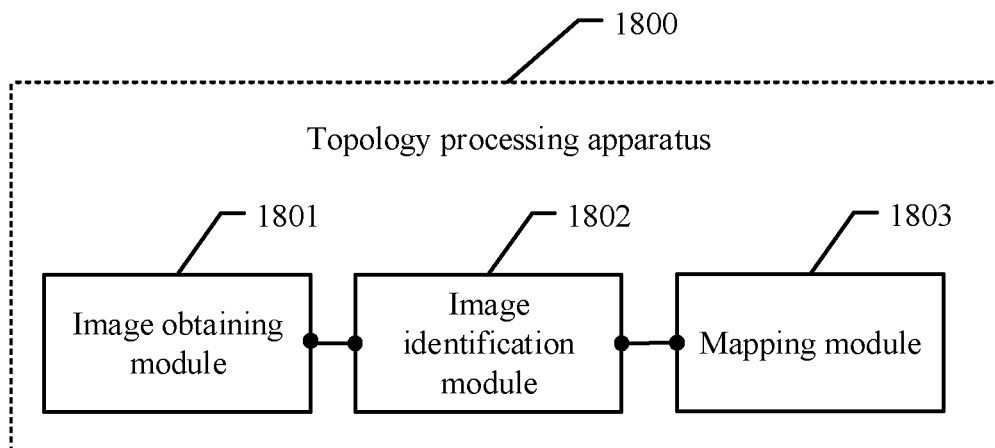 1800
Topology processing apparatus
1801
1802
1803
Image obtaining
module
Image
identification
module
Mapping module